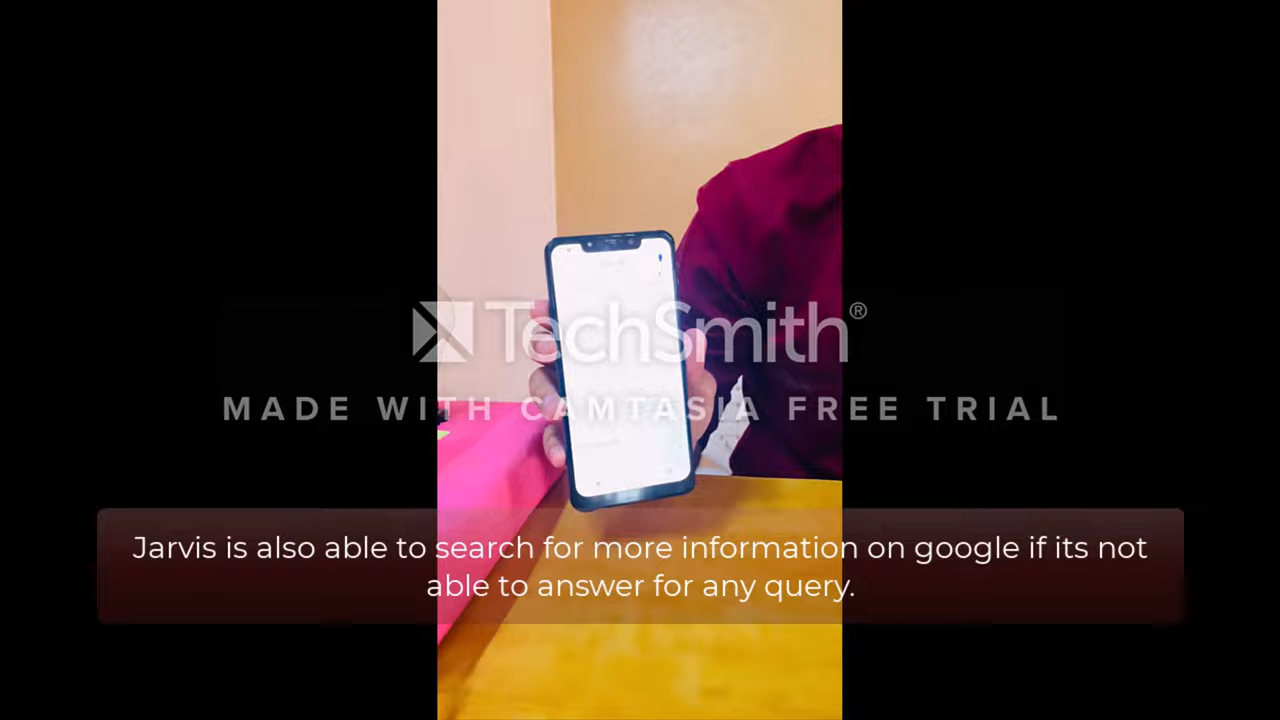 TechSmith®
MADE WITH CAMTASIA FREE TRIAL
Jarvis is also able to search for more information on google if its not
able to answer for any query.